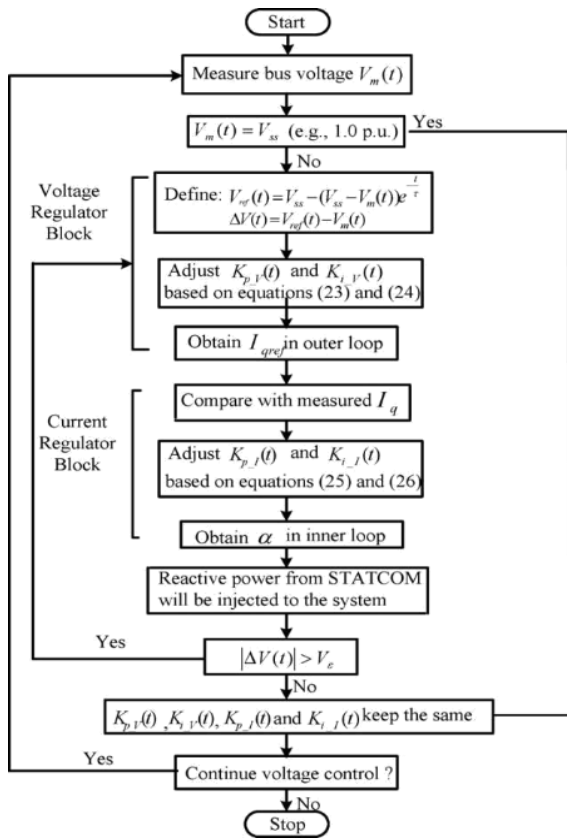 Start
Measure bus voltage V_m(t)
V_m(t) = V_ss (e.g., 1.0 p.u.)
Yes
No
Voltage
Regulator
Block
Define: V_ref(t)=V_ss−(V_ss−V_m(t))e^(−t/τ)
ΔV(t)=V_ref(t)−V_m(t)
Adjust K_p_V(t) and K_i_V(t)
based on equations (23) and (24)
Obtain I_qref in outer loop
Current
Regulator
Block
Compare with measured I_q
Adjust K_p_I(t) and K_i_I(t)
based on equations (25) and (26)
Obtain α in inner loop
Reactive power from STATCOM
will be injected to the system
Yes
|ΔV(t)| > V_ε
No
K_p_V(t) ,K_i_V(t), K_p_I(t) and K_i_I(t) keep the same
Yes
Continue voltage control ?
No
Stop